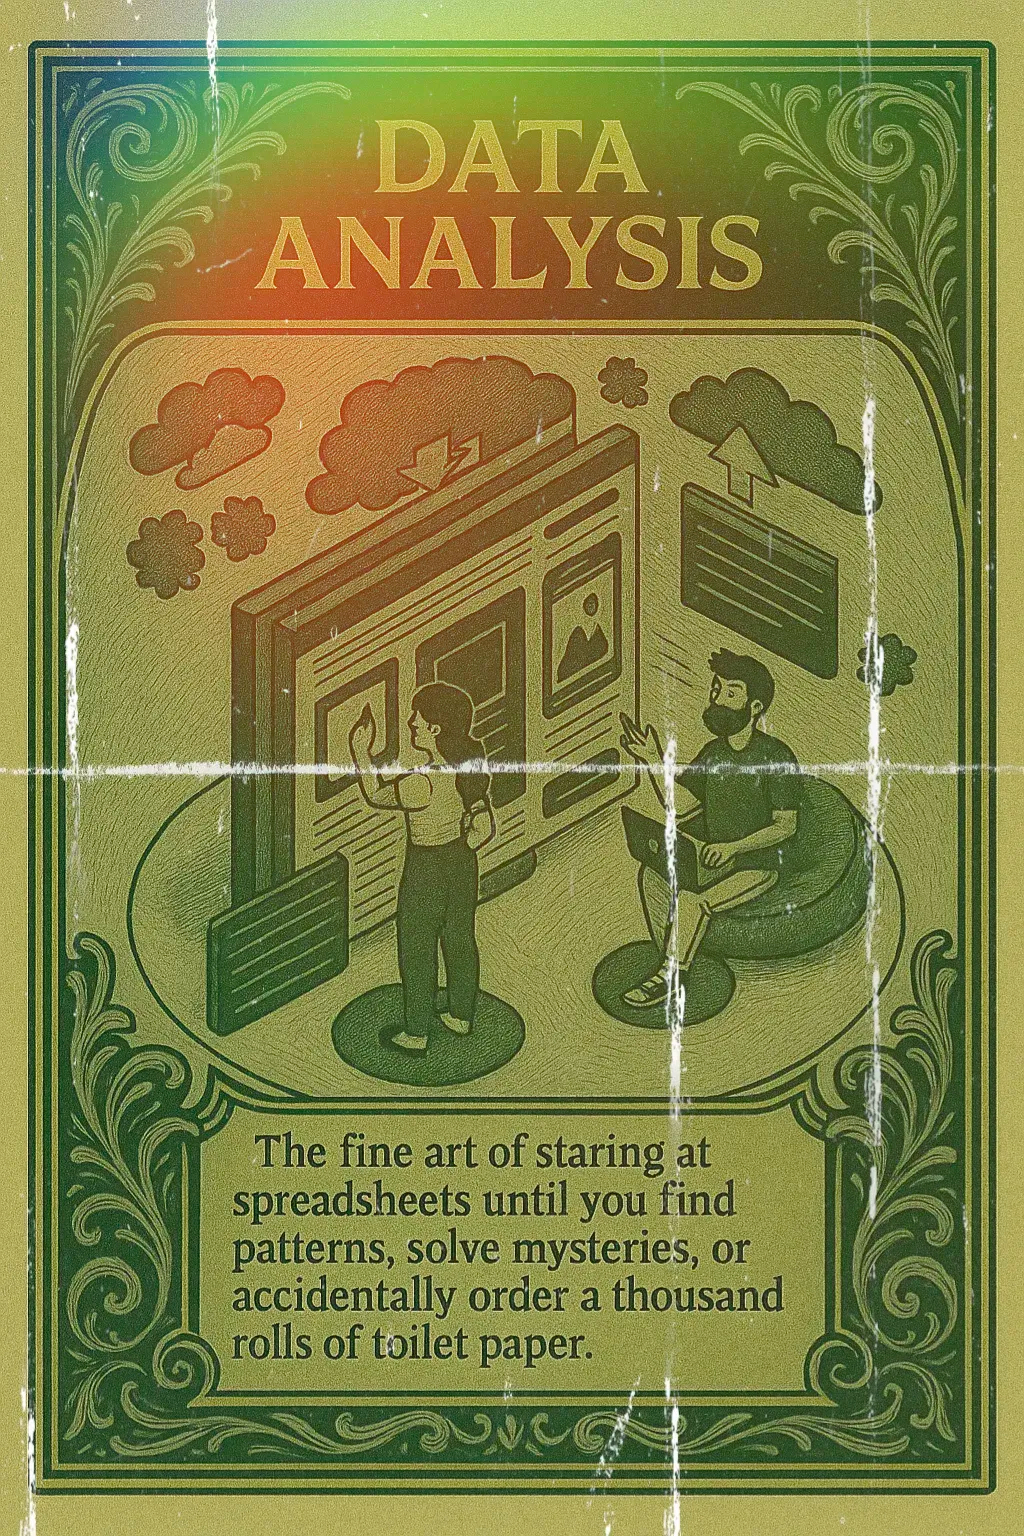 DATA
ANALYSIS
The fine art of staring at
spreadsheets until you find
patterns, solve mysteries, or
accidentally order a thousand
rolls of toilet paper.